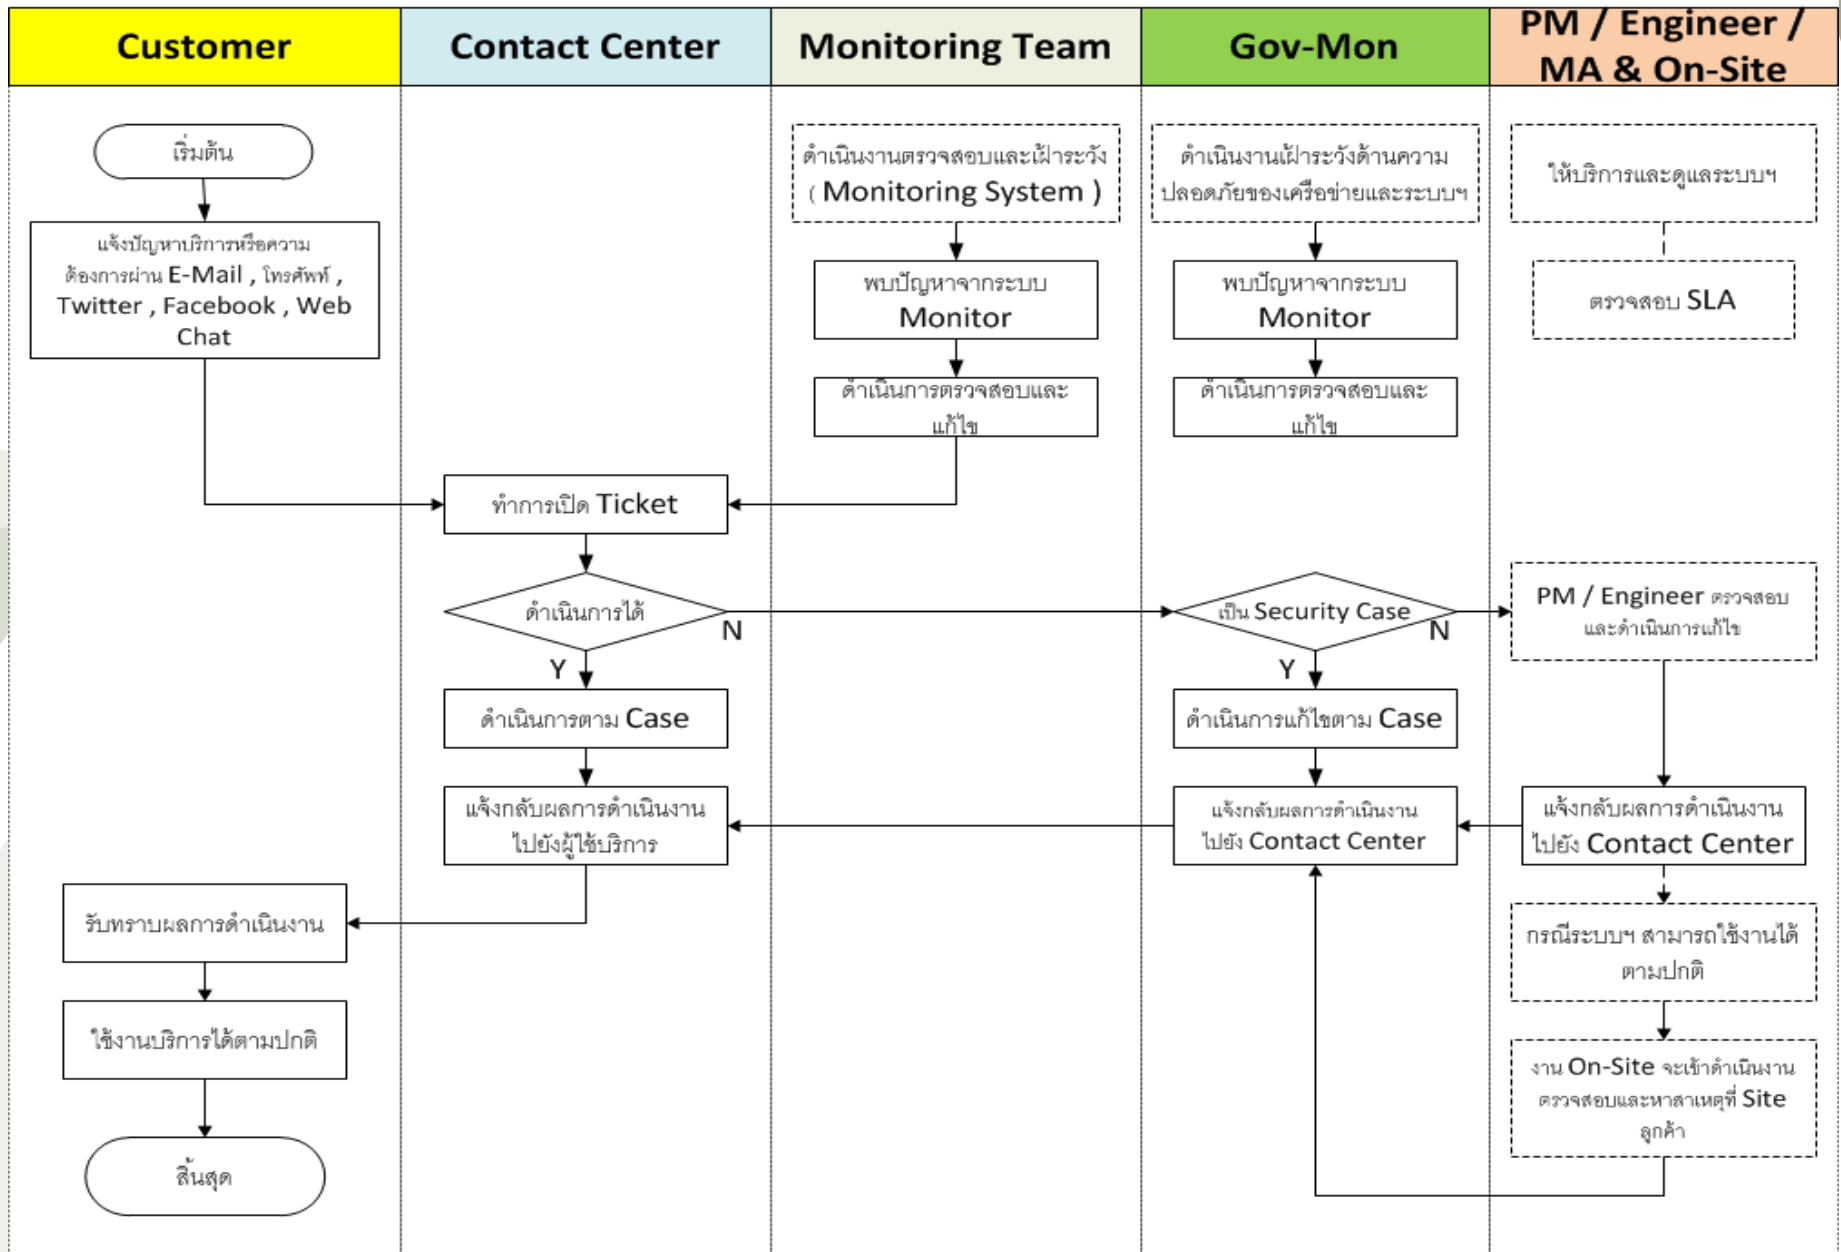 Customer
Contact Center
Monitoring Team
Gov-Mon
PM / Engineer /
MA & On-Site
เริ่มต้น
แจ้งปัญหาบริการหรือความ
ต้องการผ่าน E-Mail , โทรศัพท์ ,
Twitter , Facebook , Web
Chat
ดำเนินงานตรวจสอบและเฝ้าระวัง
( Monitoring System )
พบปัญหาจากระบบ
Monitor
ดำเนินการตรวจสอบและ
แก้ไข
ดำเนินงานเฝ้าระวังด้านความ
ปลอดภัยของเครือข่ายและระบบฯ
พบปัญหาจากระบบ
Monitor
ดำเนินการตรวจสอบและ
แก้ไข
ให้บริการและดูแลระบบฯ
ตรวจสอบ SLA
ทำการเปิด Ticket
ดำเนินการได้
N
Y
เป็น Security Case
N
Y
PM / Engineer ตรวจสอบ
และดำเนินการแก้ไข
ดำเนินการตาม Case
ดำเนินการแก้ไขตาม Case
แจ้งกลับผลการดำเนินงาน
ไปยังผู้ใช้บริการ
แจ้งกลับผลการดำเนินงาน
ไปยัง Contact Center
แจ้งกลับผลการดำเนินงาน
ไปยัง Contact Center
รับทราบผลการดำเนินงาน
กรณีระบบฯ สามารถใช้งานได้
ตามปกติ
ใช้งานบริการได้ตามปกติ
งาน On-Site จะเข้าดำเนินงาน
ตรวจสอบและหาสาเหตุที่ Site
ลูกค้า
สิ้นสุด